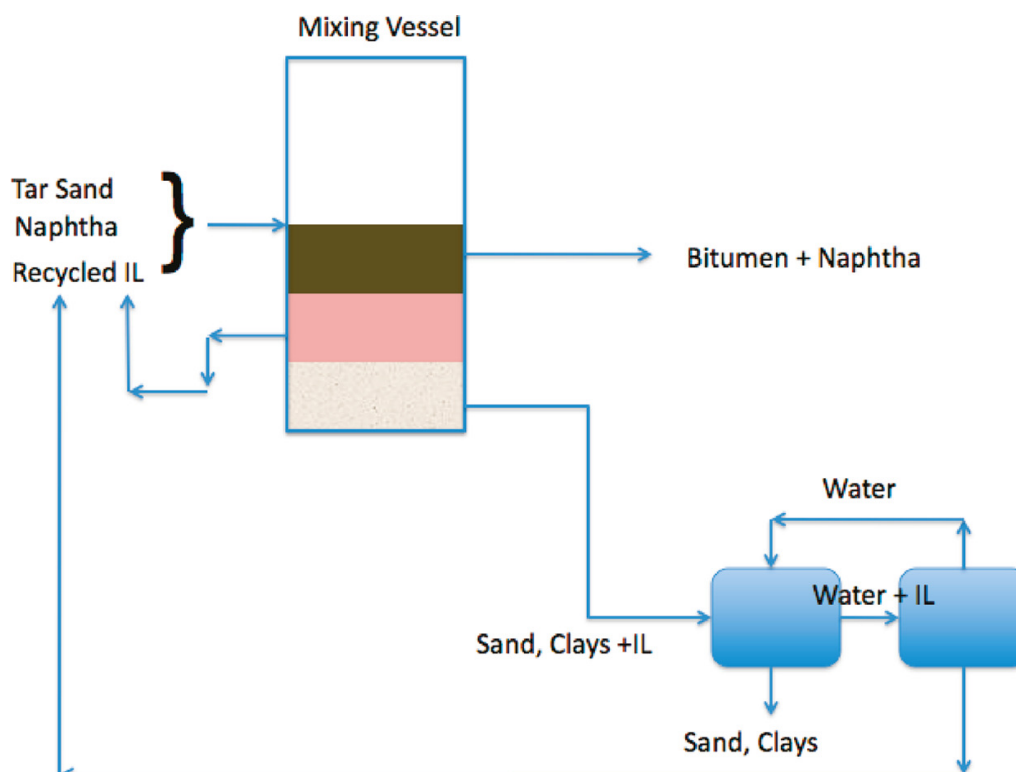 Mixing Vessel
Tar Sand
Naphtha
Recycled IL
}
Bitumen + Naphtha
Water
Water + IL
Sand, Clays +IL
Sand, Clays